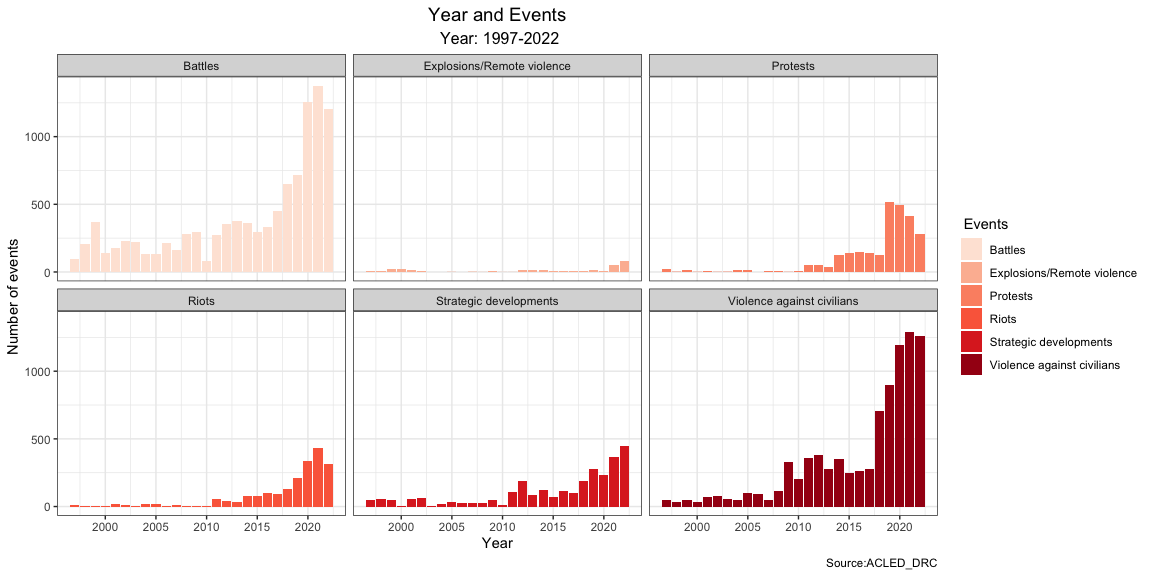 Year and Events
Year: 1997-2022
Battles
Explosions/Remote violence
Protests
1000
500
0
Riots
Strategic developments
Violence against civilians
1000
500
0
2000 2005 2010 2015 2020
2000 2005 2010 2015 2020
2000 2005 2010 2015 2020
Number of events
Year
Events
Battles
Explosions/Remote violence
Protests
Riots
Strategic developments
Violence against civilians
Source:ACLED_DRC